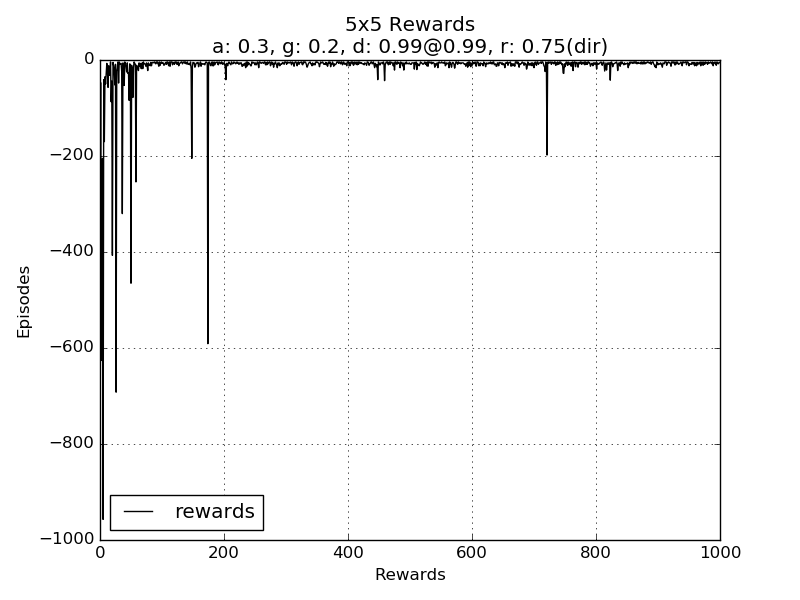 5x5 Rewards
a: 0.3, g: 0.2, d: 0.99@0.99, r: 0.75(dir)
0
−200
−400
−600
−800
−1000
Episodes
rewards
0 200 400 600 800 1000
Rewards